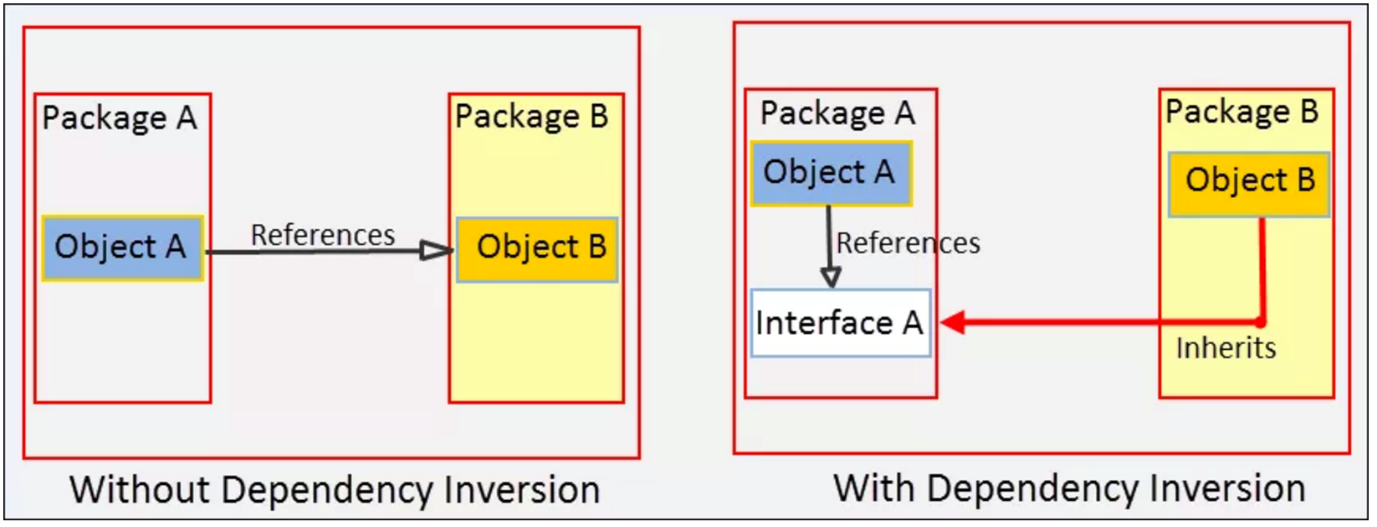 Package A
Object A
References
Package B
Object B
Without Dependency Inversion
Package A
Object A
References
Interface A
Package B
Object B
Inherits
With Dependency Inversion